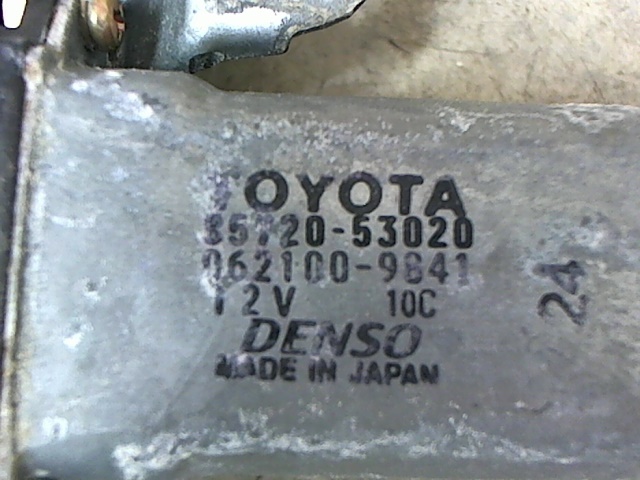 TOYOTA
85720-53020
062100-9841
12V 10C
24
DENSO
MADE IN JAPAN